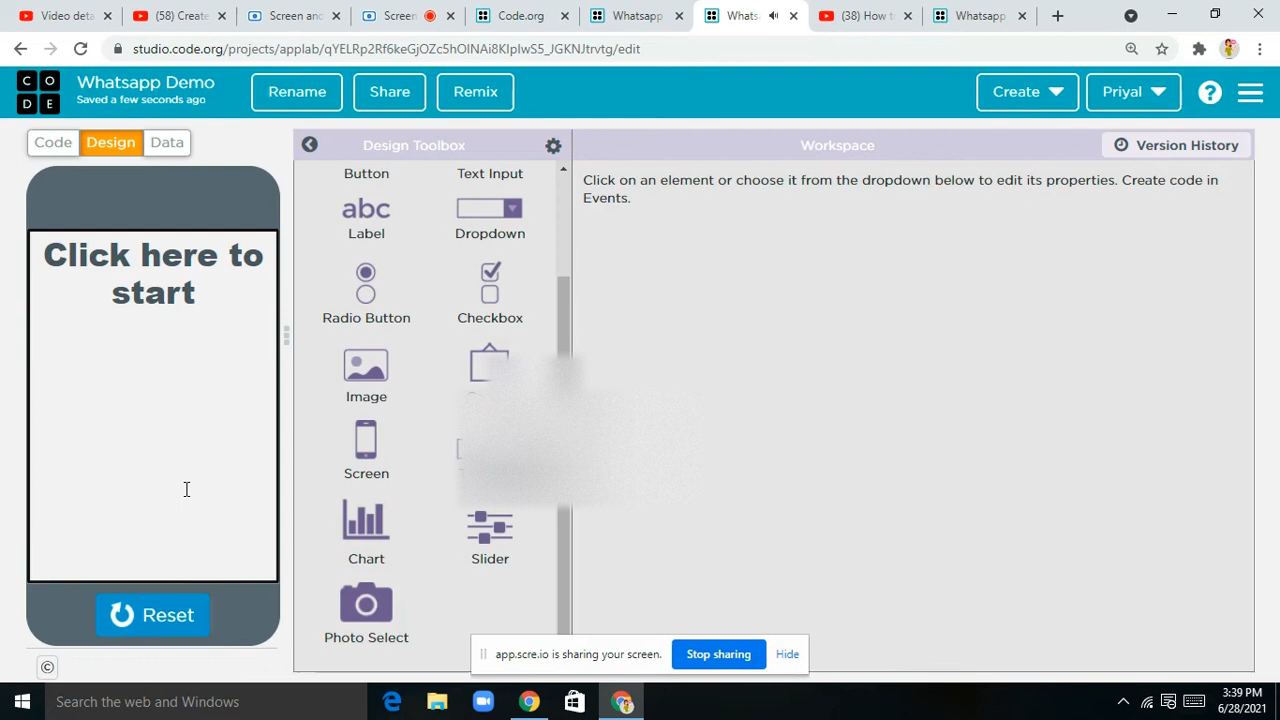 Video deta
(58) Create
Screen and
Screen
Code.org
Whatsapp
Whats
(38) How t
Whatsapp
studio.code.org/projects/applab/qYELRp2Rf6keGjOZc5hOINAi8KIpIwS5_JGKNJtrvtg/edit
C O
D E
Whatsapp Demo
Saved a few seconds ago
Rename
Share
Remix
Create
Priyal
?
Code
Design
Data
Design Toolbox
Workspace
Version History
Click here to
start
Reset
©
Button
Text Input
abc
Label
Dropdown
Radio Button
Checkbox
Image
Screen
Chart
Slider
Photo Select
Click on an element or choose it from the dropdown below to edit its properties. Create code in
Events.
app.scre.io is sharing your screen.
Stop sharing
Hide
Search the web and Windows
3:39 PM
6/28/2021